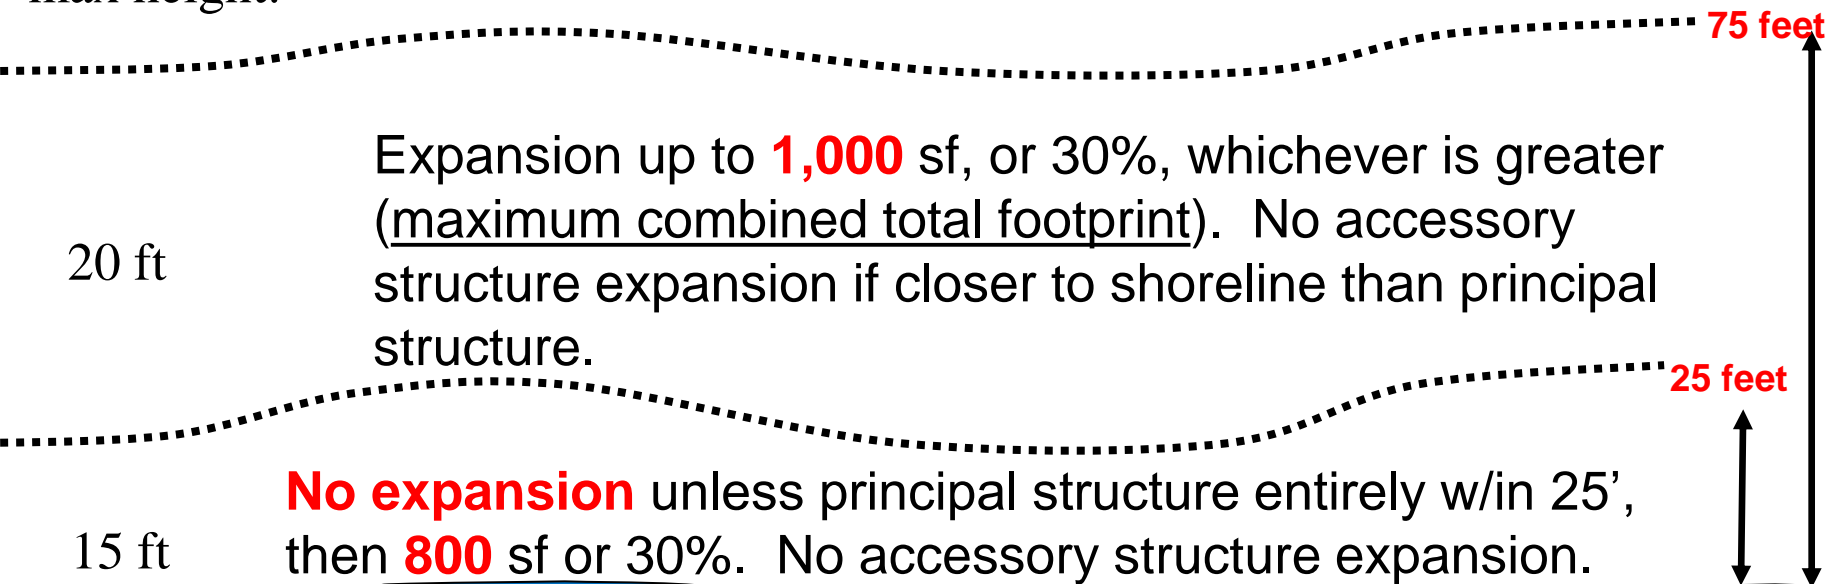 max height.
75 feet
Expansion up to 1,000 sf, or 30%, whichever is greater
(maximum combined total footprint).  No accessory
20 ft
structure expansion if closer to shoreline than principal
structure.
25 feet
No expansion unless principal structure entirely w/in 25’,
15 ft
then 800 sf or 30%.  No accessory structure expansion.